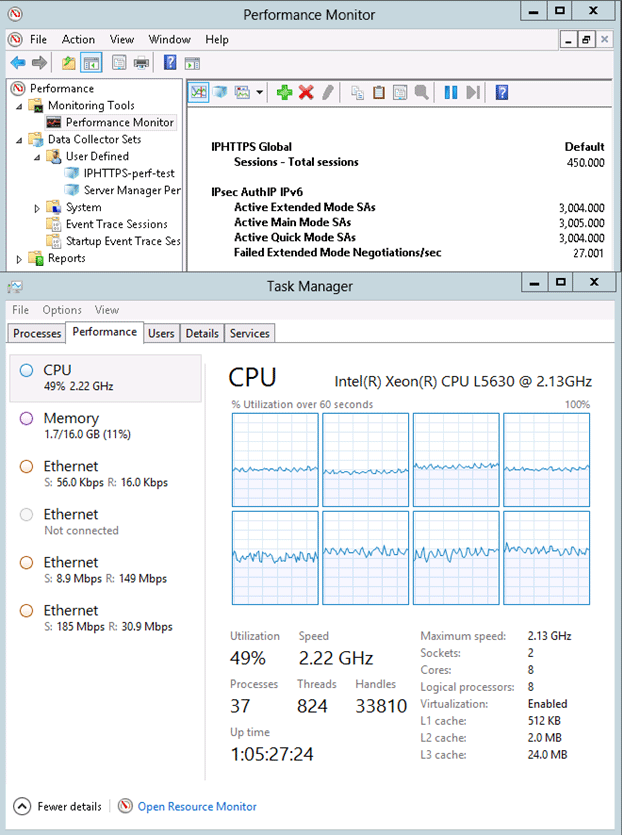 Performance Monitor
File Action View Window Help
Performance
Monitoring Tools
Performance Monitor
Data Collector Sets
User Defined
IPHTTPS-perf-test
Server Manager Per
System
Event Trace Sessions
Startup Event Trace Ses
Reports
IPHTTPS Global Default
Sessions - Total sessions 450.000
IPsec AuthIP IPv6
Active Extended Mode SAs 3,004.000
Active Main Mode SAs 3,005.000
Active Quick Mode SAs 3,004.000
Failed Extended Mode Negotiations/sec 27.001
Task Manager
File Options View
Processes Performance Users Details Services
CPU
49% 2.22 GHz
Memory
1.7/16.0 GB (11%)
Ethernet
S: 56.0 Kbps R: 16.0 Kbps
Ethernet
Not connected
Ethernet
S: 8.9 Mbps R: 149 Mbps
Ethernet
S: 185 Mbps R: 30.9 Mbps
CPU Intel(R) Xeon(R) CPU L5630 @ 2.13GHz
% Utilization over 60 seconds 100%
Utilization Speed
49% 2.22 GHz
Processes Threads Handles
37 824 33810
Up time
1:05:27:24
Maximum speed: 2.13 GHz
Sockets: 2
Cores: 8
Logical processors: 8
Virtualization: Enabled
L1 cache: 512 KB
L2 cache: 2.0 MB
L3 cache: 24.0 MB
Fewer details Open Resource Monitor